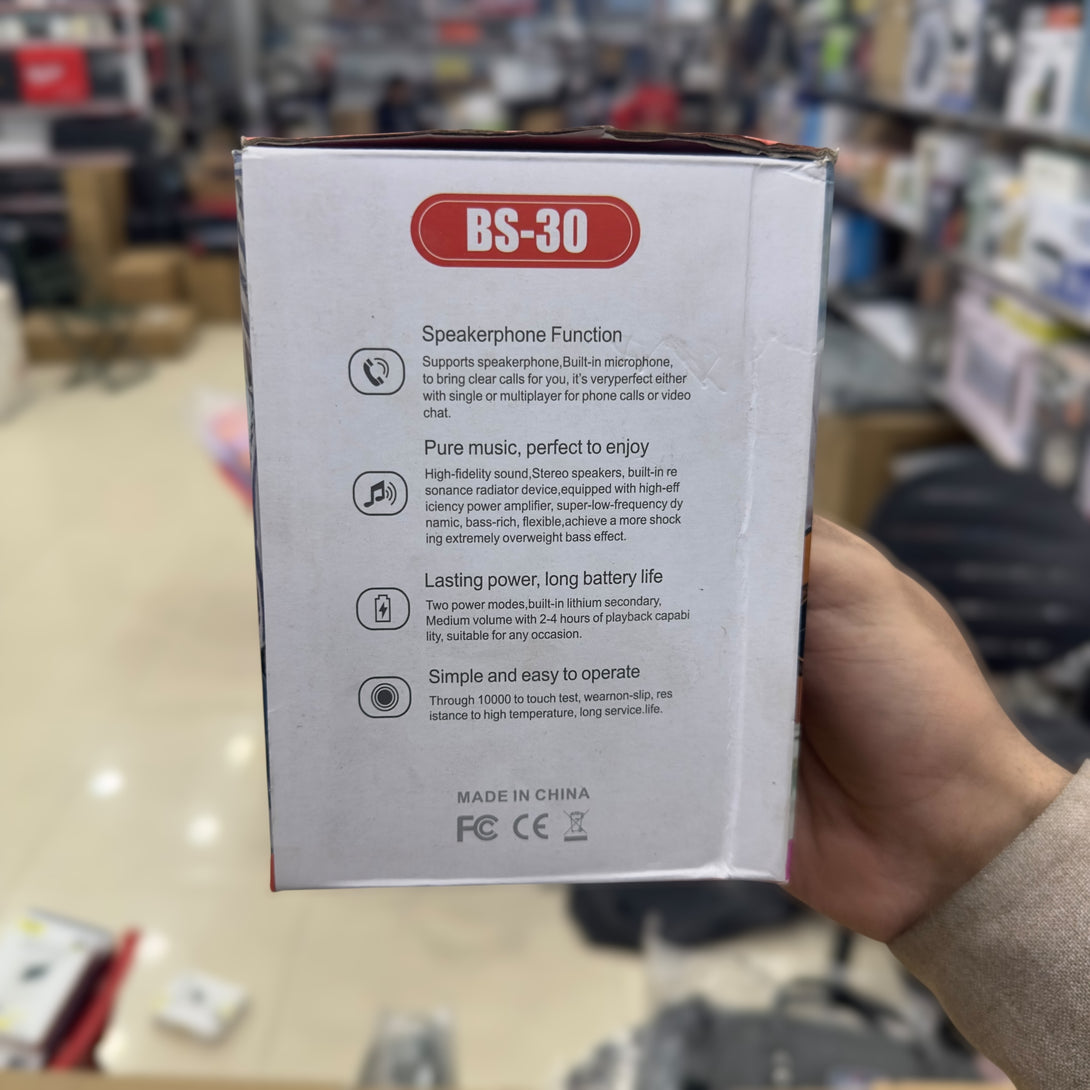 BS-30
Speakerphone Function
Supports speakerphone,Built-in microphone,
to bring clear calls for you, it's veryperfect either
with single or multiplayer for phone calls or video
chat.
Pure music, perfect to enjoy
High-fidelity sound,Stereo speakers, built-in re
sonance radiator device,equipped with high-eff
iciency power amplifier, super-low-frequency dy
namic, bass-rich, flexible,achieve a more shock
ing extremely overweight bass effect.
Lasting power, long battery life
Two power modes,built-in lithium secondary,
Medium volume with 2-4 hours of playback capabi
lity, suitable for any occasion.
Simple and easy to operate
Through 10000 to touch test, wearnon-slip, res
istance to high temperature, long service.life.
MADE IN CHINA
FC CE